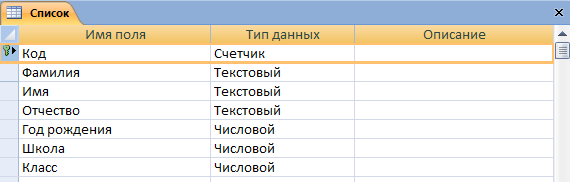 Список
Имя поля Тип данных Описание
Код Счетчик
Фамилия Текстовый
Имя Текстовый
Отчество Текстовый
Год рождения Числовой
Школа Числовой
Класс Числовой